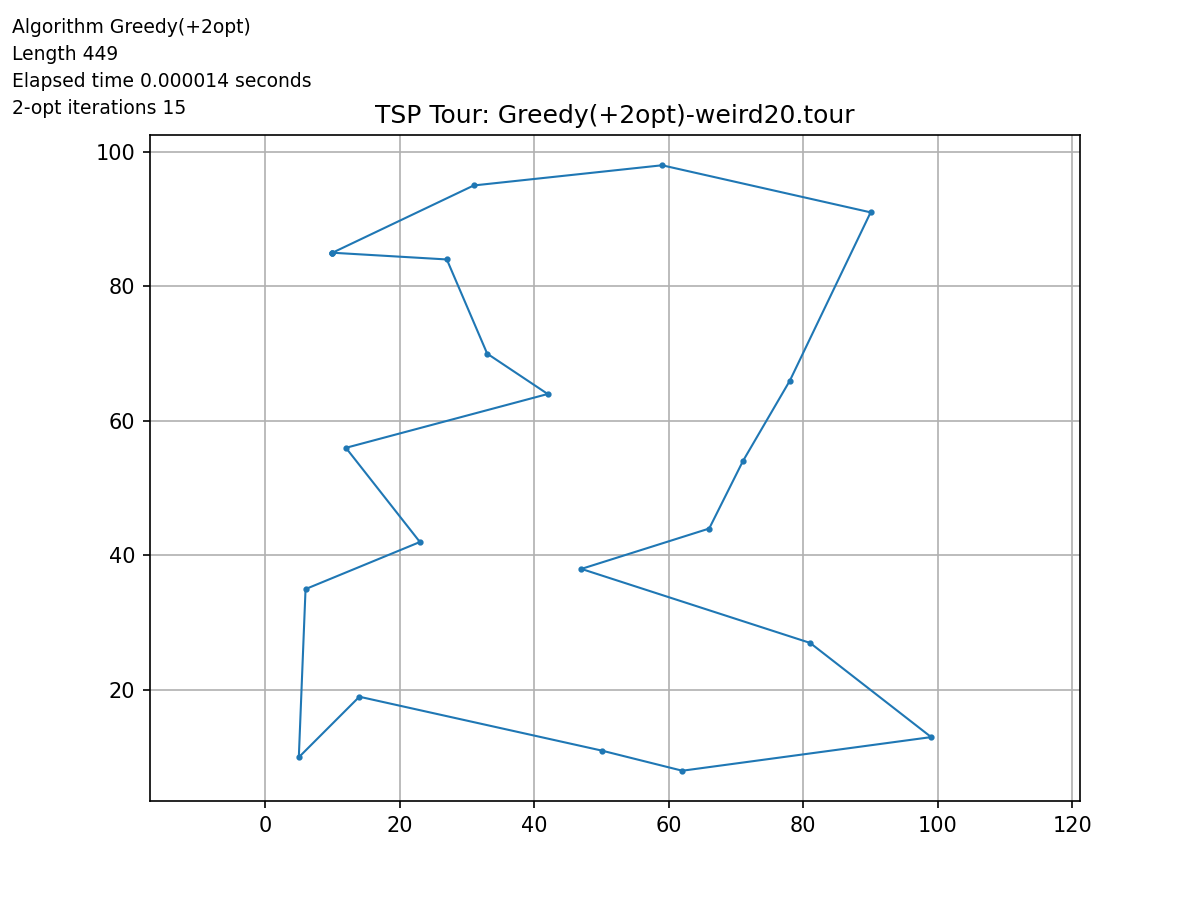 Algorithm Greedy(+2opt)
Length 449
Elapsed time 0.000014 seconds
2-opt iterations 15
TSP Tour: Greedy(+2opt)-weird20.tour
100
80
60
40
20
0 20 40 60 80 100 120